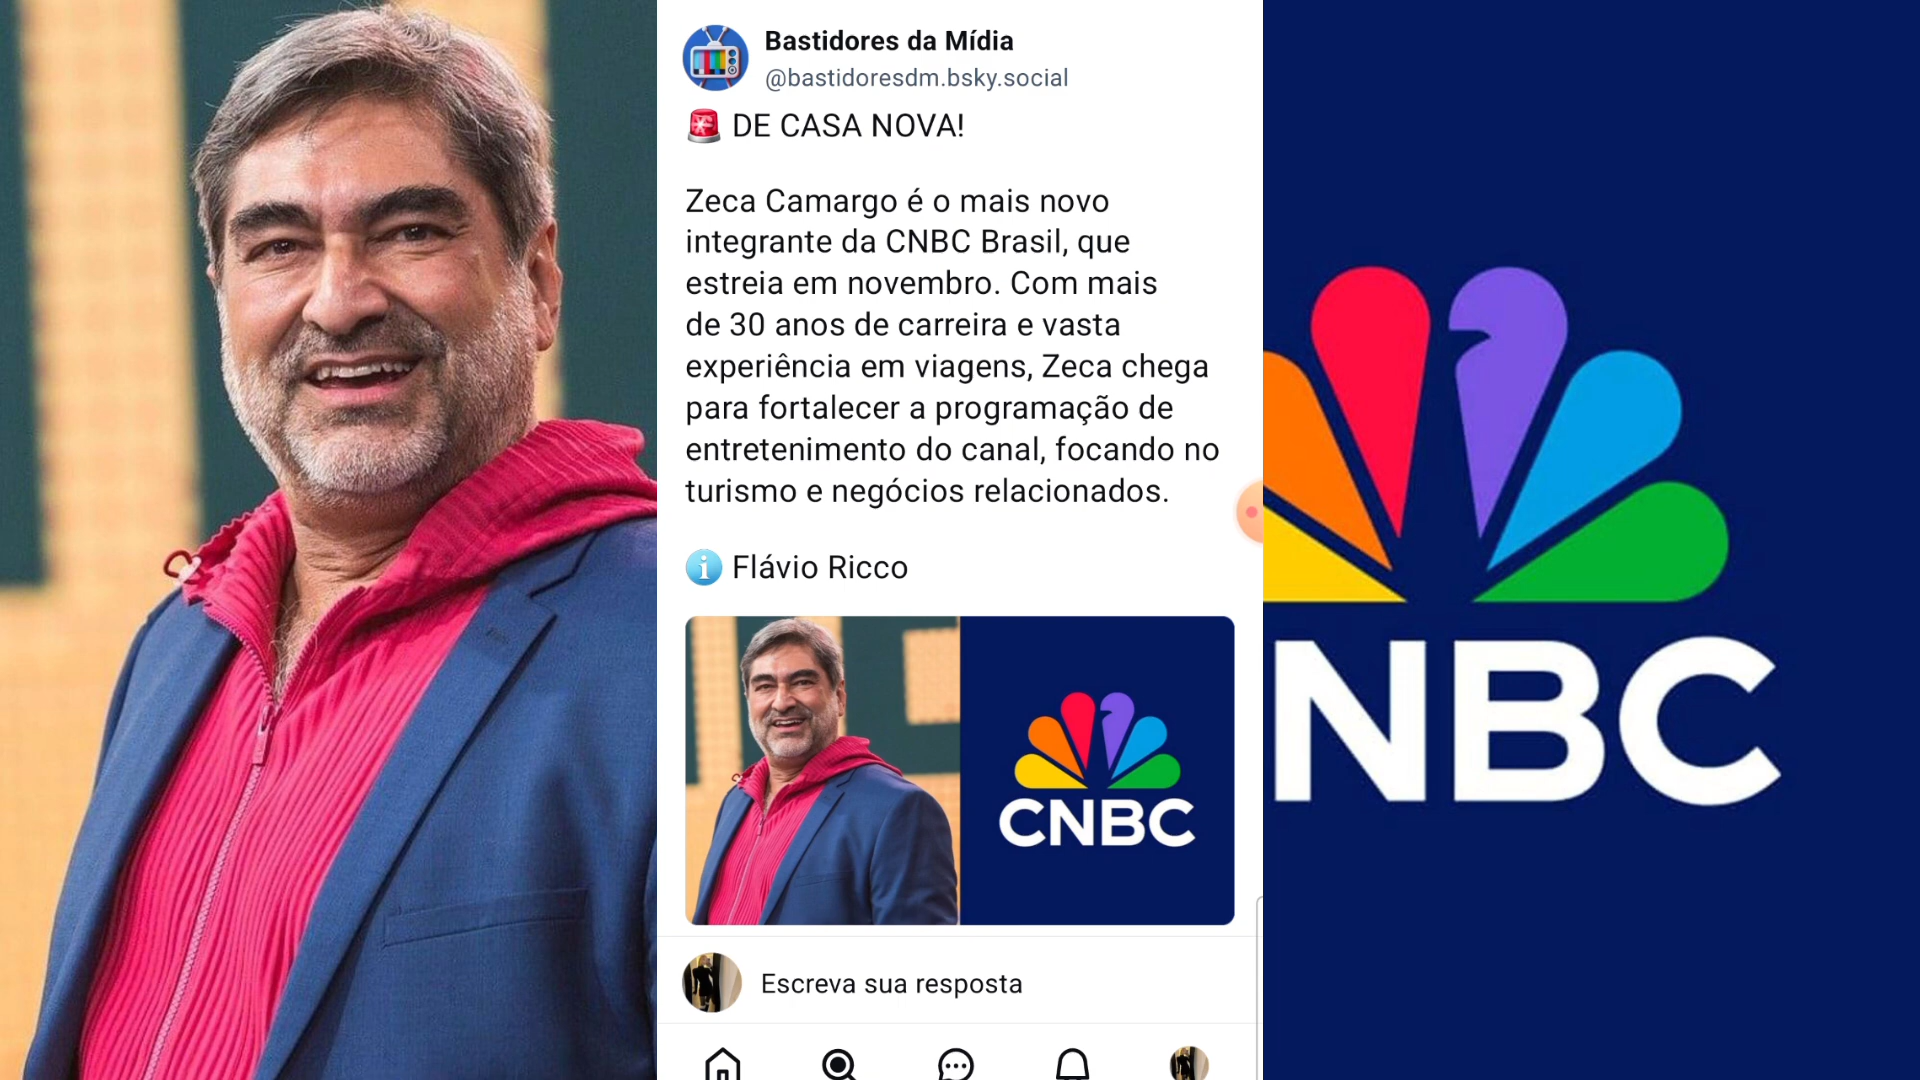 Bastidores da Mídia
@bastidoresdm.bsky.social
🚨 DE CASA NOVA!
Zeca Camargo é o mais novo
integrante da CNBC Brasil, que
estreia em novembro. Com mais
de 30 anos de carreira e vasta
experiência em viagens, Zeca chega
para fortalecer a programação de
entretenimento do canal, focando no
turismo e negócios relacionados.
ℹ️ Flávio Ricco
CNBC
Escreva sua resposta
NBC